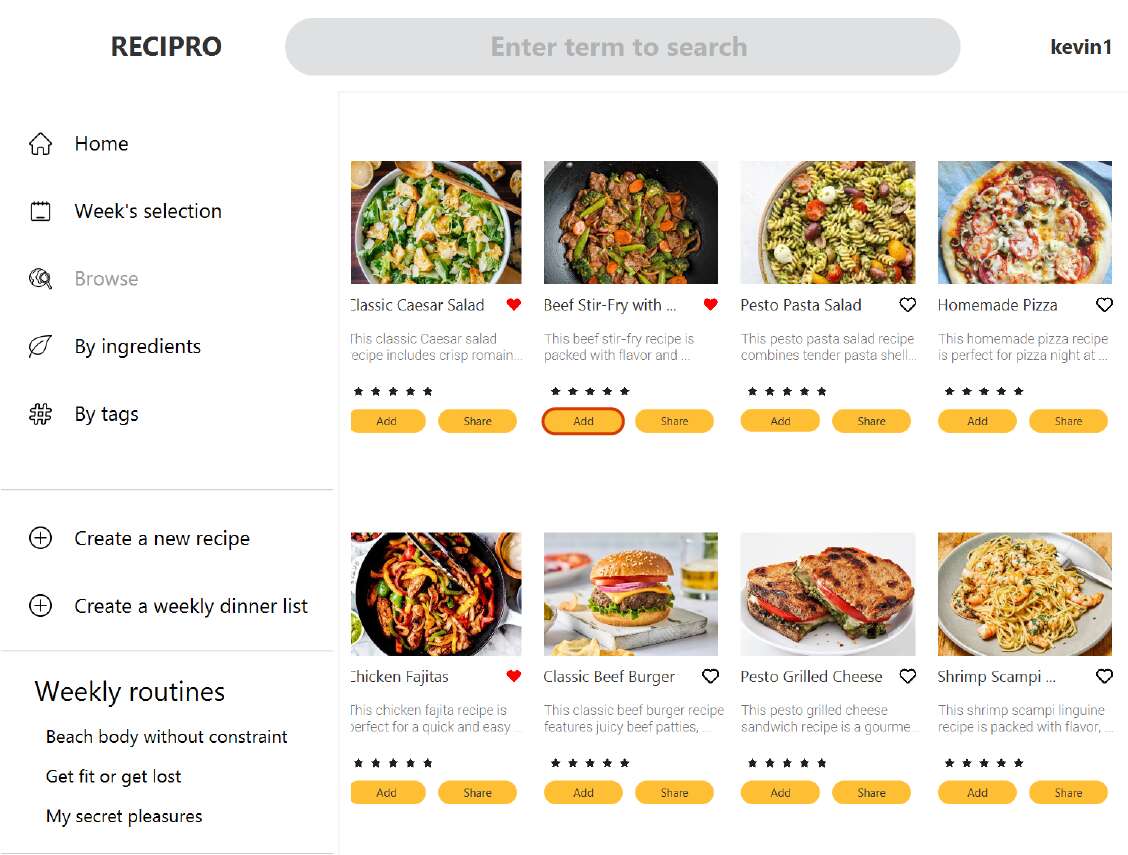 RECIPRO
Enter term to search
kevin1
Home
Week's selection
Browse
By ingredients
By tags
Create a new recipe
Create a weekly dinner list
Weekly routines
Beach body without constraint
Get fit or get lost
My secret pleasures
Classic Caesar Salad
This classic Caesar salad
recipe includes crisp romain...
Add Share
Beef Stir-Fry with ...
This beef stir-fry recipe is
packed with flavor and ...
Add Share
Pesto Pasta Salad
This pesto pasta salad recipe
combines tender pasta shell...
Add Share
Homemade Pizza
This homemade pizza recipe
is perfect for pizza night at ...
Add Share
Chicken Fajitas
This chicken fajita recipe is
perfect for a quick and easy ...
Add Share
Classic Beef Burger
This classic beef burger recipe
features juicy beef patties, ...
Add Share
Pesto Grilled Cheese
This pesto grilled cheese
sandwich recipe is a gourme...
Add Share
Shrimp Scampi ...
This shrimp scampi linguine
recipe is packed with flavor, ...
Add Share